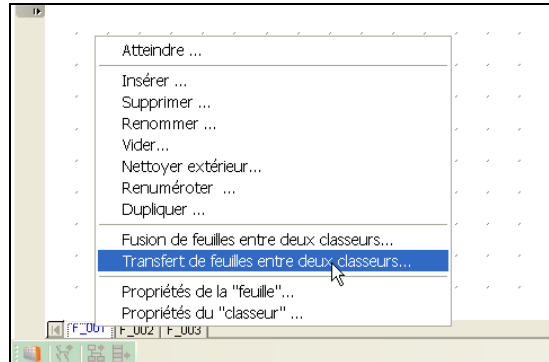 Atteindre ...
Insérer ...
Supprimer ...
Renommer ...
Vider...
Nettoyer extérieur...
Renuméroter ...
Dupliquer ...
Fusion de feuilles entre deux classeurs...
Transfert de feuilles entre deux classeurs...
Propriétés de la "feuille"...
Propriétés du "classeur" ...
F_001 F_002 F_003